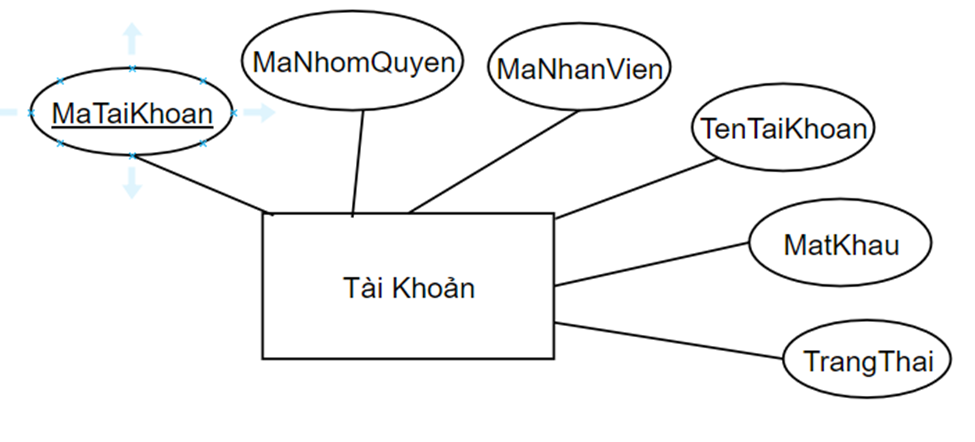 MaNhomQuyen
MaNhanVien
MaTaiKhoan
TenTaiKhoan
MatKhau
Tài Khoản
TrangThai